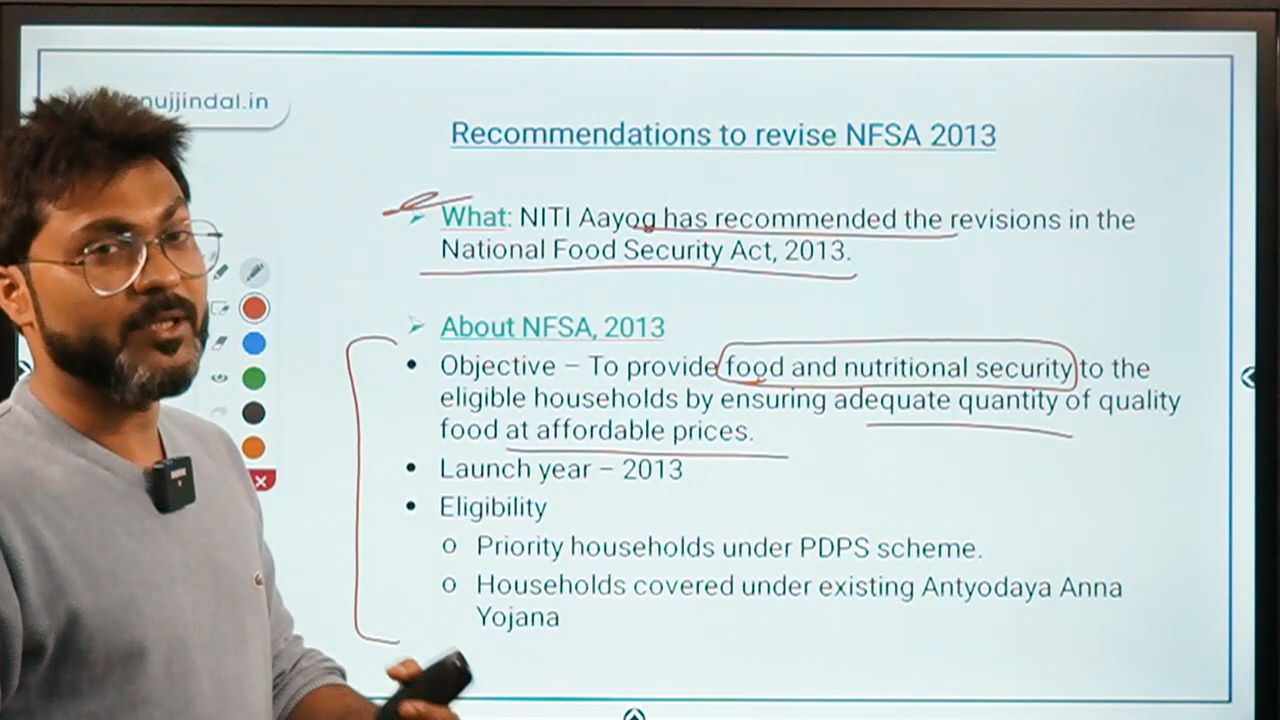 nujjindal.in
Recommendations to revise NFSA 2013
➢ What: NITI Aayog has recommended the revisions in the
National Food Security Act, 2013.
➢ About NFSA, 2013
• Objective – To provide food and nutritional security to the
eligible households by ensuring adequate quantity of quality
food at affordable prices.
• Launch year – 2013
• Eligibility
o Priority households under PDPS scheme.
o Households covered under existing Antyodaya Anna
Yojana